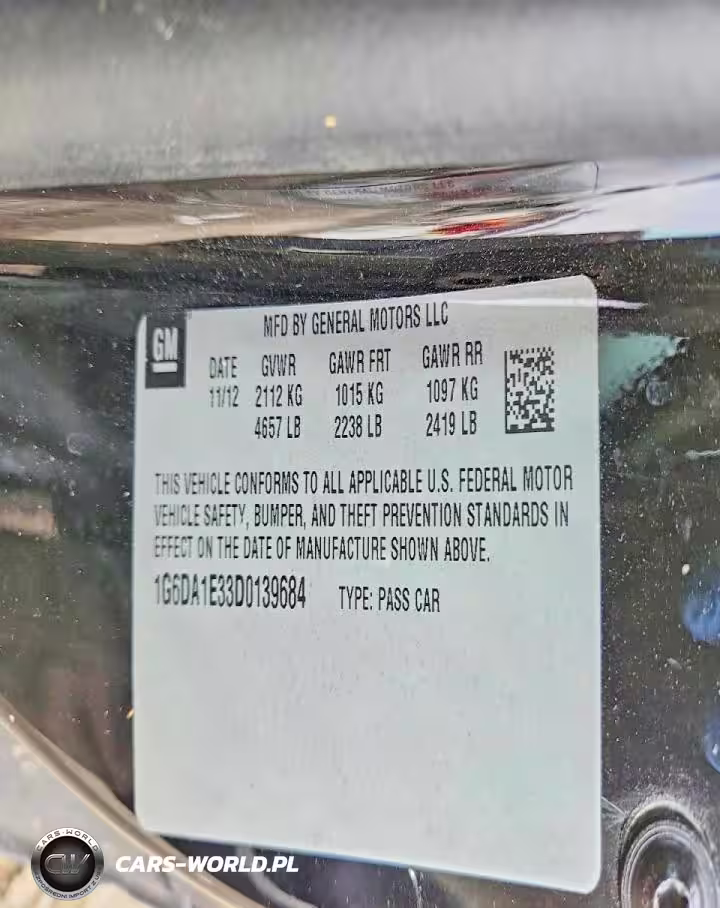 GM
MFD BY GENERAL MOTORS LLC
DATE GVWR GAWR FRT GAWR RR
11/12 2112 KG 1015 KG 1097 KG
4657 LB 2238 LB 2419 LB
THIS VEHICLE CONFORMS TO ALL APPLICABLE U.S. FEDERAL MOTOR
VEHICLE SAFETY, BUMPER, AND THEFT PREVENTION STANDARDS IN
EFFECT ON THE DATE OF MANUFACTURE SHOWN ABOVE.
1G6DA1E33D0139684 TYPE: PASS CAR
CARS-WORLD
CW
CARS-WORLD.PL